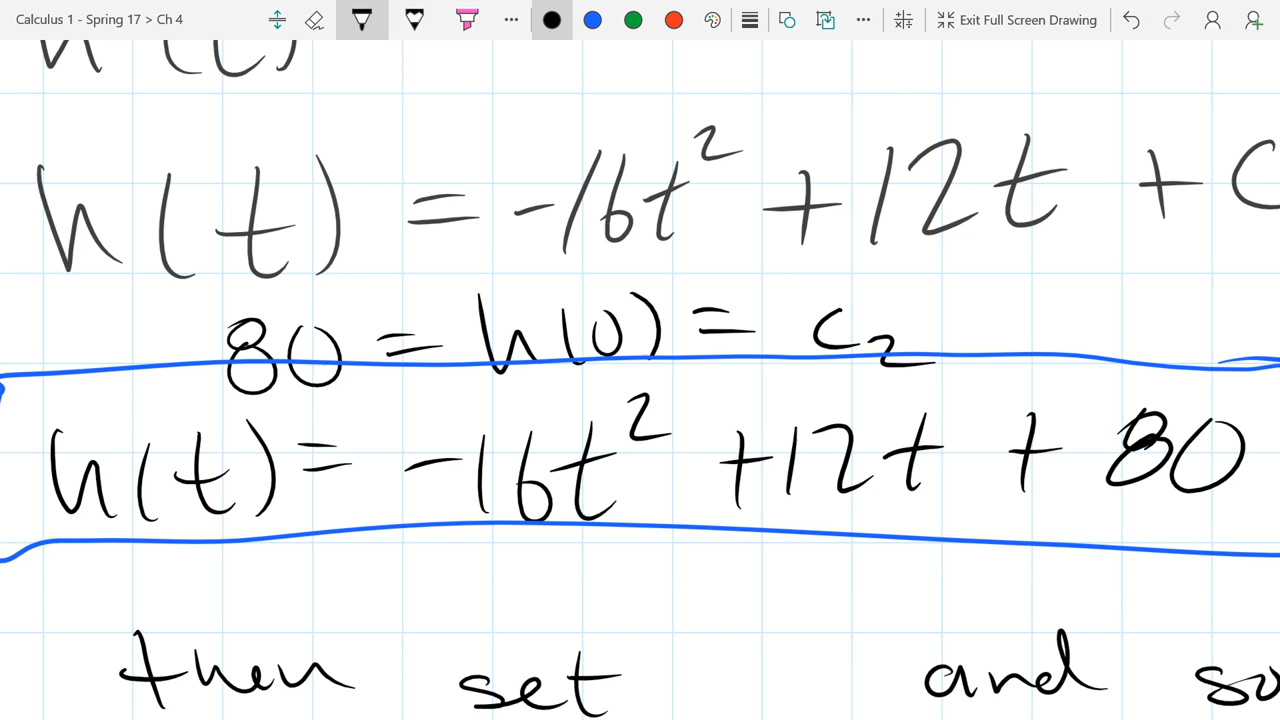 Calculus 1 - Spring 17 > Ch 4 Exit Full Screen Drawing
h'(t)
h(t) = -16t² + 12t + C
80 = h(0) = C₂
h(t) = -16t² + 12t + 80
then set and so